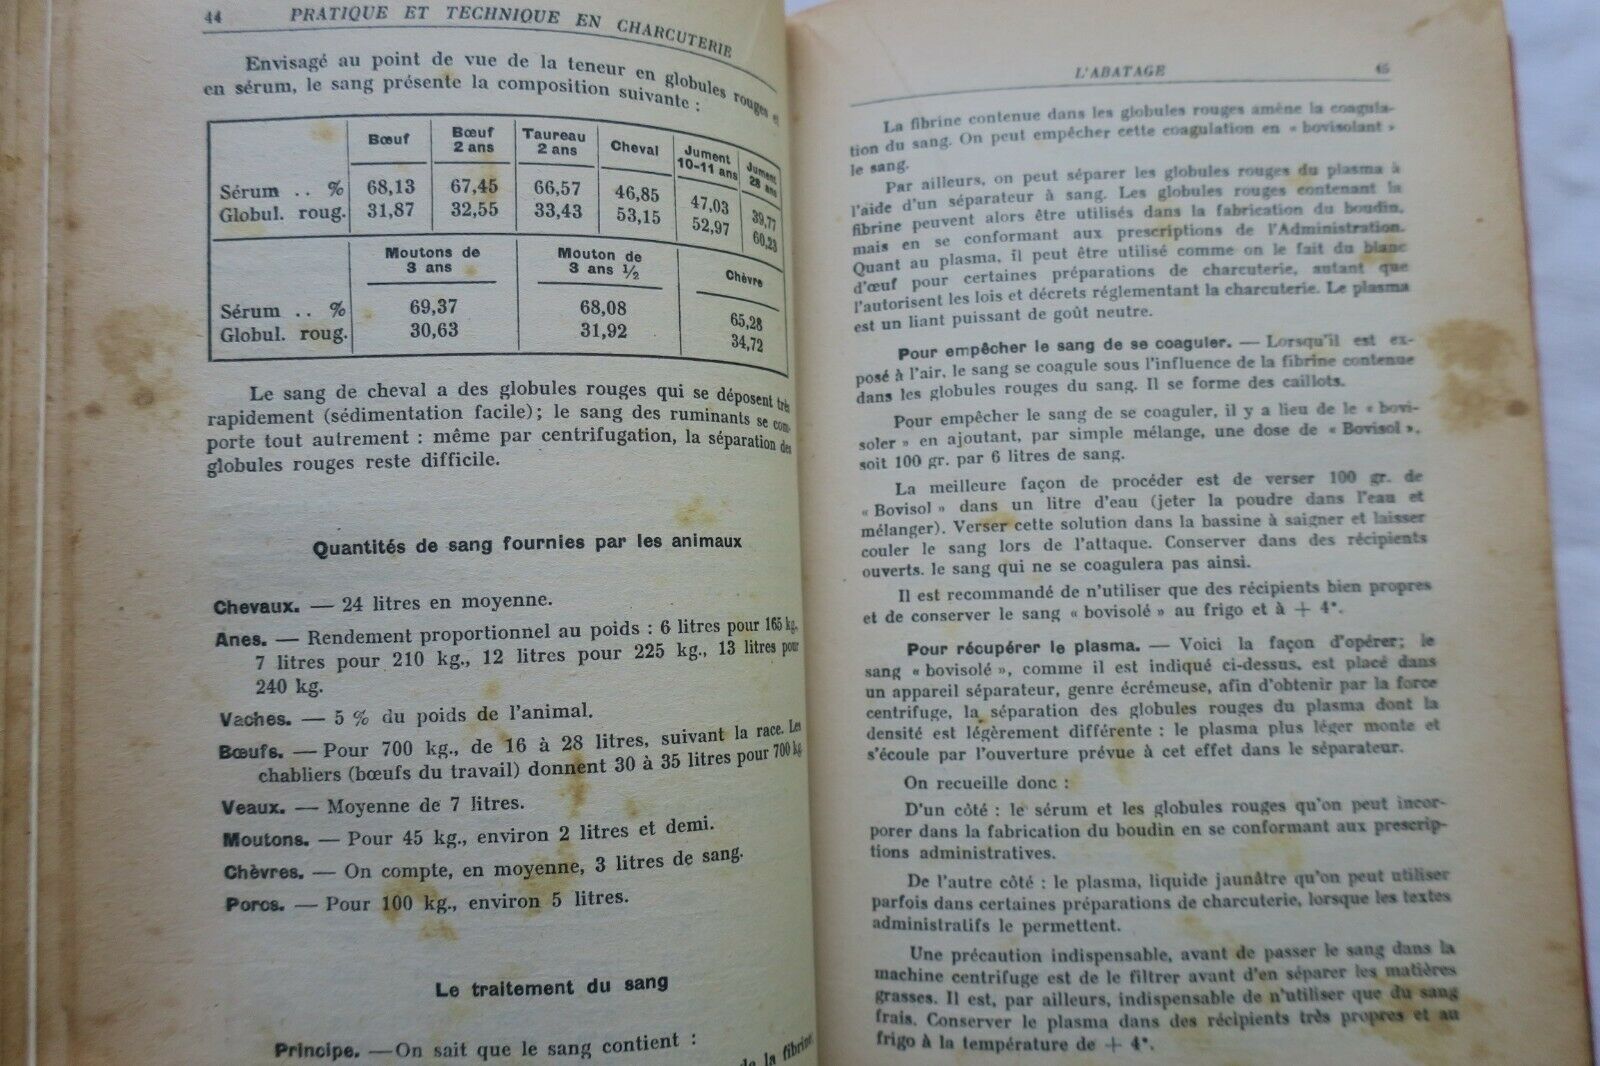 44 PRATIQUE ET TECHNIQUE EN CHARCUTERIE
Envisagé au point de vue de la teneur en globules rouges et
en sérum, le sang présente la composition suivante :
Bœuf Bœuf 2 ans Taureau 2 ans Cheval Jument 10-11 ans Jument 28 ans
Sérum .. % 68,13 67,45 66,57 46,85 47,03 39,77
Globul. roug. 31,87 32,55 33,43 53,15 52,97 60,23
Moutons de 3 ans Mouton de 3 ans 1/2 Chèvre
Sérum .. % 69,37 68,08 65,28
Globul. roug. 30,63 31,92 34,72
Le sang de cheval a des globules rouges qui se déposent très
rapidement (sédimentation facile); le sang des ruminants se com-
porte tout autrement : même par centrifugation, la séparation des
globules rouges reste difficile.
Quantités de sang fournies par les animaux
Chevaux. — 24 litres en moyenne.
Anes. — Rendement proportionnel au poids : 6 litres pour 165 kg.,
7 litres pour 210 kg., 12 litres pour 225 kg., 13 litres pour
240 kg.
Vaches. — 5 % du poids de l'animal.
Bœufs. — Pour 700 kg., de 16 à 28 litres, suivant la race. Les
chabliers (bœufs du travail) donnent 30 à 35 litres pour 700 kg
Veaux. — Moyenne de 7 litres.
Moutons. — Pour 45 kg., environ 2 litres et demi.
Chèvres. — On compte, en moyenne, 3 litres de sang.
Porcs. — Pour 100 kg., environ 5 litres.
Le traitement du sang
Principe. — On sait que le sang contient :
de la fibrine
L'ABATAGE 45
La fibrine contenue dans les globules rouges amène la coagula-
tion du sang. On peut empêcher cette coagulation en « bovisolant »
le sang.
Par ailleurs, on peut séparer les globules rouges du plasma à
l'aide d'un séparateur à sang. Les globules rouges contenant la
fibrine peuvent alors être utilisés dans la fabrication du boudin,
mais en se conformant aux prescriptions de l'Administration.
Quant au plasma, il peut être utilisé comme on le fait du blanc
d'œuf pour certaines préparations de charcuterie, autant que
l'autorisent les lois et décrets réglementant la charcuterie. Le plasma
est un liant puissant de goût neutre.
Pour empêcher le sang de se coaguler. — Lorsqu'il est ex-
posé à l'air, le sang se coagule sous l'influence de la fibrine contenue
dans les globules rouges du sang. Il se forme des caillots.
Pour empêcher le sang de se coaguler, il y a lieu de le « bovi-
soler » en ajoutant, par simple mélange, une dose de « Bovisol »,
soit 100 gr. par 6 litres de sang.
La meilleure façon de procéder est de verser 100 gr. de
« Bovisol » dans un litre d'eau (jeter la poudre dans l'eau et
mélanger). Verser cette solution dans la bassine à saigner et laisser
couler le sang lors de l'attaque. Conserver dans des récipients
ouverts. le sang qui ne se coagulera pas ainsi.
Il est recommandé de n'utiliser que des récipients bien propres
et de conserver le sang « bovisolé » au frigo et à + 4°.
Pour récupérer le plasma. — Voici la façon d'opérer; le
sang « bovisolé », comme il est indiqué ci-dessus, est placé dans
un appareil séparateur, genre écrémeuse, afin d'obtenir par la force
centrifuge, la séparation des globules rouges du plasma dont la
densité est légèrement différente : le plasma plus léger monte et
s'écoule par l'ouverture prévue à cet effet dans le séparateur.
On recueille donc :
D'un côté : le sérum et les globules rouges qu'on peut incor-
porer dans la fabrication du boudin en se conformant aux prescrip-
tions administratives.
De l'autre côté : le plasma, liquide jaunâtre qu'on peut utiliser
parfois dans certaines préparations de charcuterie, lorsque les textes
administratifs le permettent.
Une précaution indispensable, avant de passer le sang dans la
machine centrifuge est de le filtrer avant d'en séparer les matières
grasses. Il est, par ailleurs, indispensable de n'utiliser que du sang
frais. Conserver le plasma dans des récipients très propres et au
frigo à la température de + 4°.